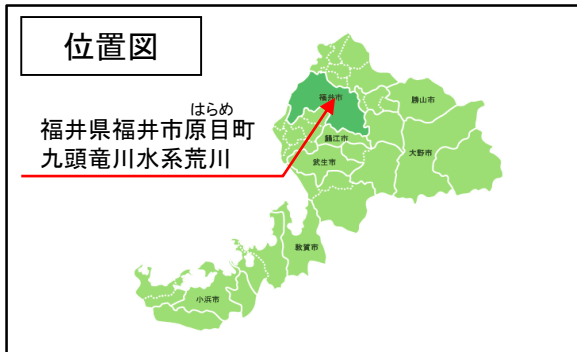 位置図
はらめ
福井県福井市原目町
九頭竜川水系荒川
福井市
勝山市
鯖江市
大野市
武生市
敦賀市
小浜市